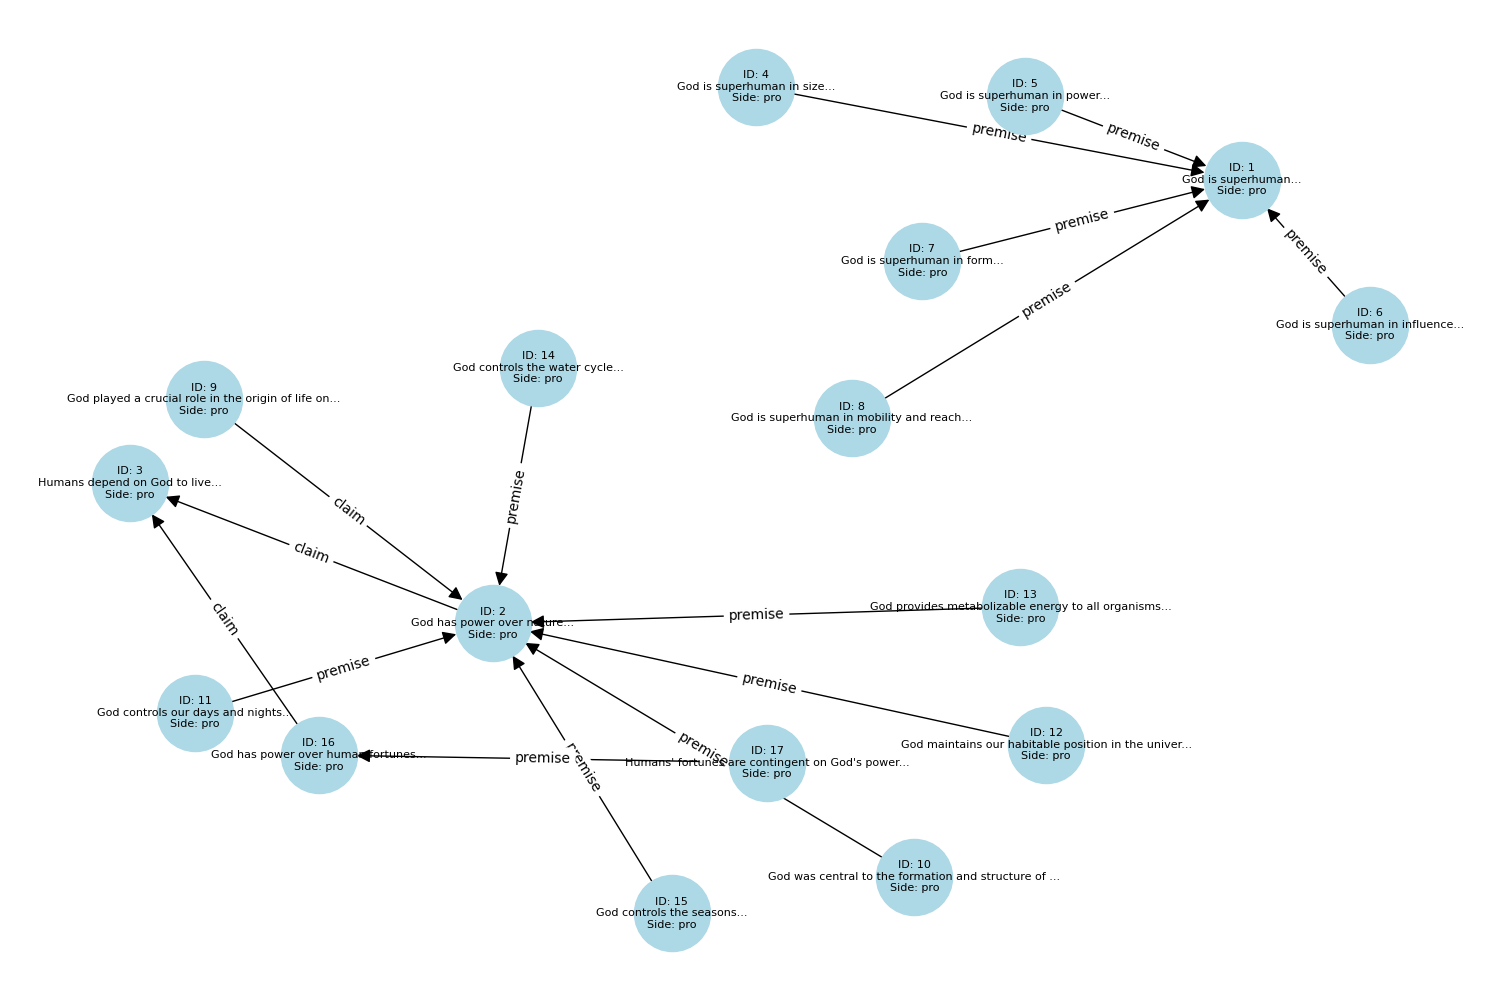 ID: 4
God is superhuman in size...
Side: pro
ID: 5
God is superhuman in power...
Side: pro
premise
premise
ID: 1
God is superhuman...
Side: pro
premise
ID: 7
God is superhuman in form...
Side: pro
premise
premise
ID: 6
God is superhuman in influence...
Side: pro
ID: 14
God controls the water cycle...
Side: pro
ID: 9
God played a crucial role in the origin of life on...
Side: pro
ID: 8
God is superhuman in mobility and reach...
Side: pro
ID: 3
Humans depend on God to live...
Side: pro
premise
claim
claim
ID: 2
God has power over nature...
Side: pro
ID: 13
God provides metabolizable energy to all organisms...
Side: pro
premise
claim
premise
premise
ID: 11
God controls our days and nights...
Side: pro
ID: 16
God has power over human fortunes...
Side: pro
premise
premise
premise
ID: 17
Humans' fortunes are contingent on God's power...
Side: pro
ID: 12
God maintains our habitable position in the univer...
Side: pro
ID: 10
God was central to the formation and structure of ...
Side: pro
ID: 15
God controls the seasons...
Side: pro